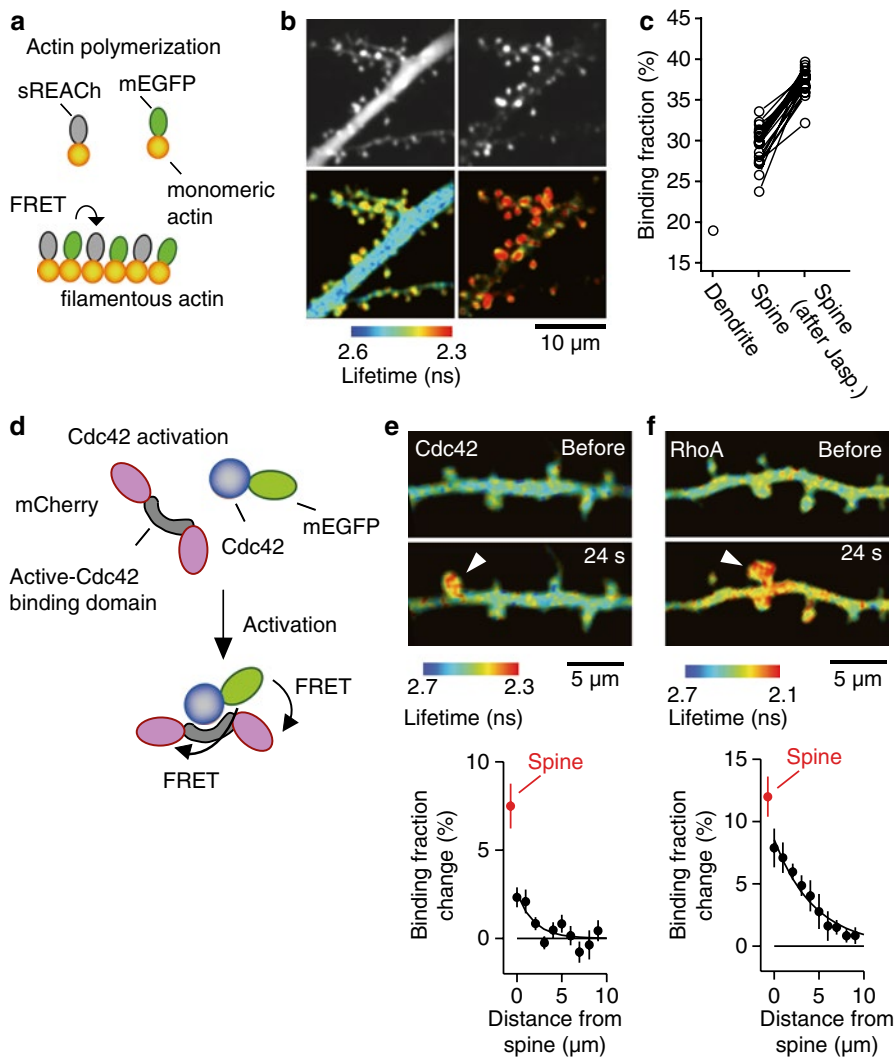 a
Actin polymerization
sREACh
mEGFP
monomeric
actin
FRET
filamentous actin
b
2.6
2.3
Lifetime (ns)
10 µm
c
Binding fraction (%)
40
35
30
25
20
15
Dendrite
Spine
Spine
(after Jasp.)
d
Cdc42 activation
mCherry
Cdc42
mEGFP
Active-Cdc42
binding domain
Activation
FRET
FRET
e
Cdc42
Before
24 s
2.7
2.3
Lifetime (ns)
5 µm
Binding fraction
change (%)
10
5
0
Spine
0
5
10
Distance from
spine (µm)
f
RhoA
Before
24 s
2.7
2.1
Lifetime (ns)
5 µm
Binding fraction
change (%)
15
10
5
0
Spine
0
5
10
Distance from
spine (µm)